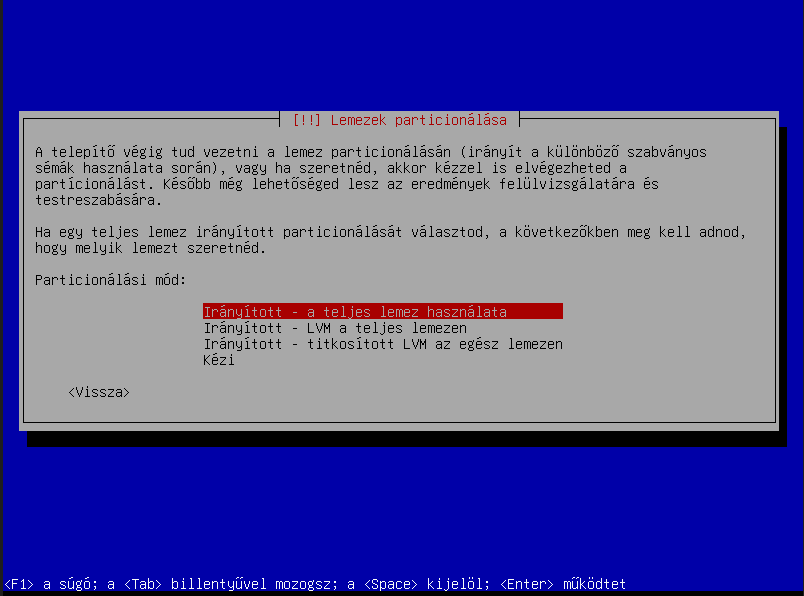 [!!] Lemezek particionálása
A telepítő végig tud vezetni a lemez particionálásán (irányít a különböző szabványos
sémák használata során), vagy ha szeretnéd, akkor kézzel is elvégezheted a
partícionálást. Később még lehetőséged lesz az eredmények felülvizsgálatára és
testreszabására.
Ha egy teljes lemez irányított particionálását választod, a következőkben meg kell adnod,
hogy melyik lemezt szeretnéd.
Particionálási mód:
Irányított - a teljes lemez használata
Irányított - LVM a teljes lemezen
Irányított - titkosított LVM az egész lemezen
Kézi
<Vissza>
<F1> a súgó; a <Tab> billentyűvel mozogsz; a <Space> kijelöl; <Enter> működtet